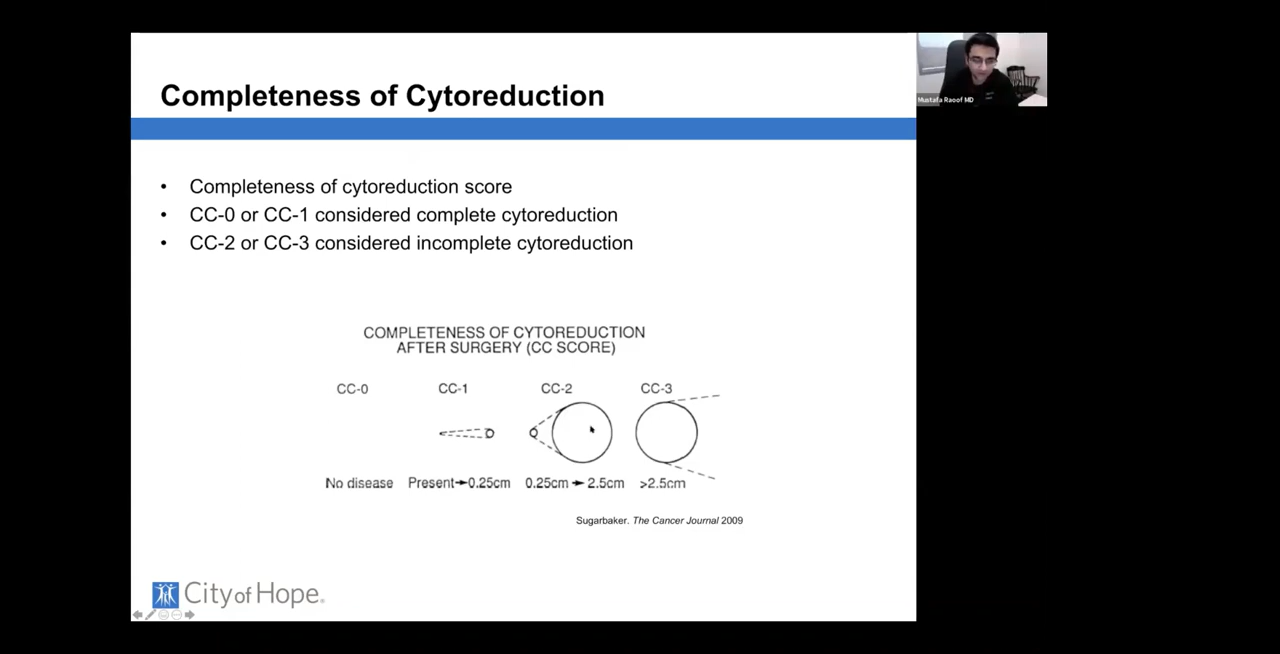 Completeness of Cytoreduction
Mustafa Raoof MD
• Completeness of cytoreduction score
• CC-0 or CC-1 considered complete cytoreduction
• CC-2 or CC-3 considered incomplete cytoreduction
COMPLETENESS OF CYTOREDUCTION
AFTER SURGERY (CC SCORE)
CC-0 CC-1 CC-2 CC-3
No disease Present→0.25cm 0.25cm → 2.5cm >2.5cm
Sugarbaker. The Cancer Journal 2009
City of Hope®